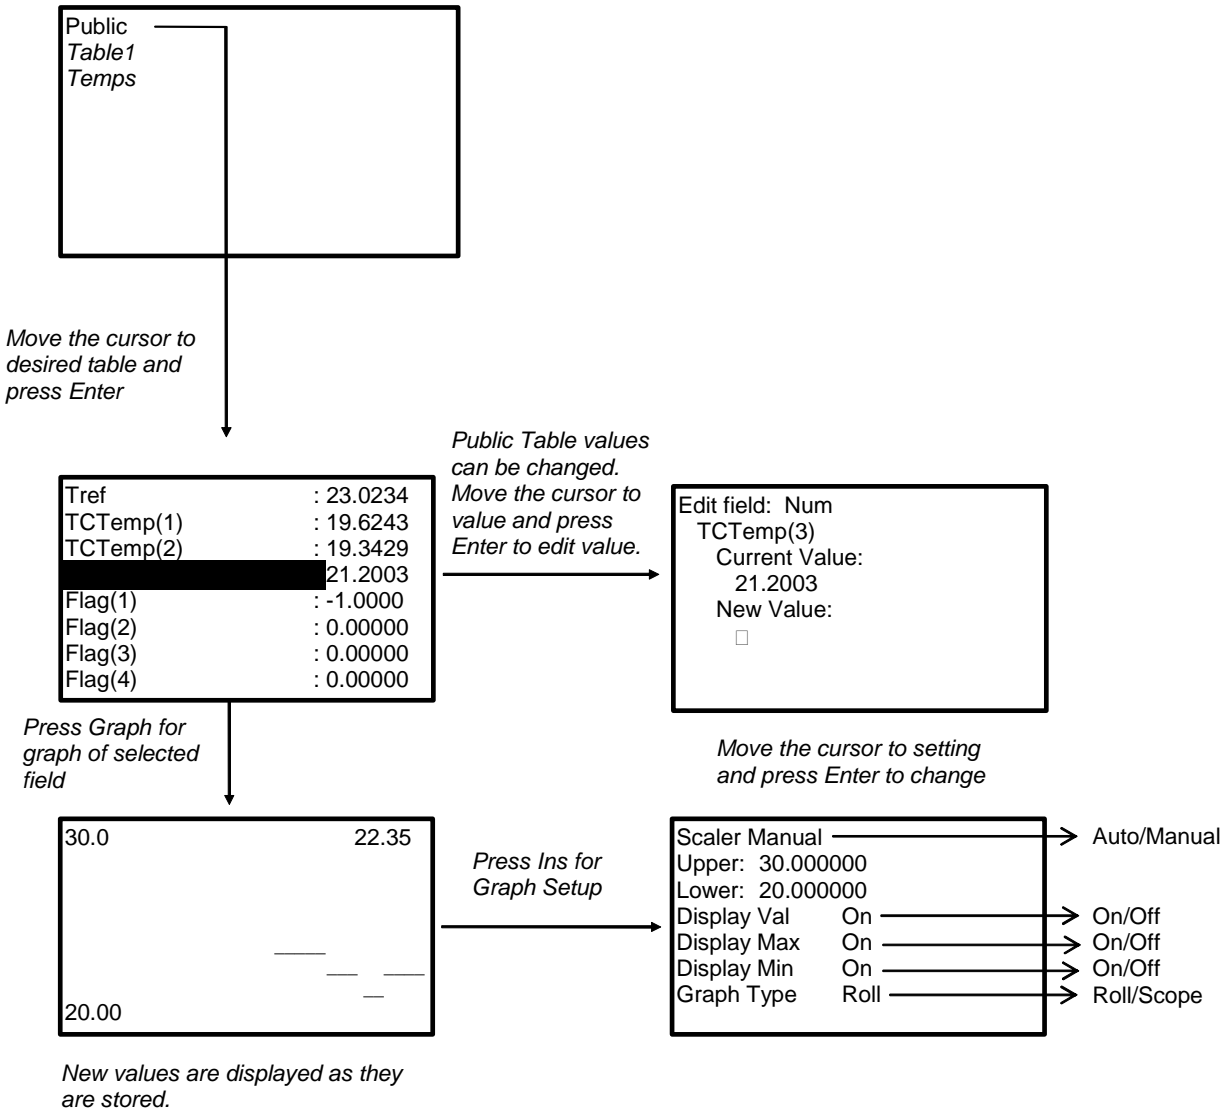 Public
Table1
Temps
Move the cursor to
desired table and
press Enter
Public Table values
can be changed.
Move the cursor to
value and press
Enter to edit value.
Tref : 23.0234
TCTemp(1) : 19.6243
TCTemp(2) : 19.3429
21.2003
Flag(1) : -1.0000
Flag(2) : 0.00000
Flag(3) : 0.00000
Flag(4) : 0.00000
Edit field: Num
TCTemp(3)
Current Value:
21.2003
New Value:
Press Graph for
graph of selected
field
Move the cursor to setting
and press Enter to change
30.0 22.35
20.00
Press Ins for
Graph Setup
Scaler Manual Auto/Manual
Upper: 30.000000
Lower: 20.000000
Display Val On On/Off
Display Max On On/Off
Display Min On On/Off
Graph Type Roll Roll/Scope
New values are displayed as they
are stored.